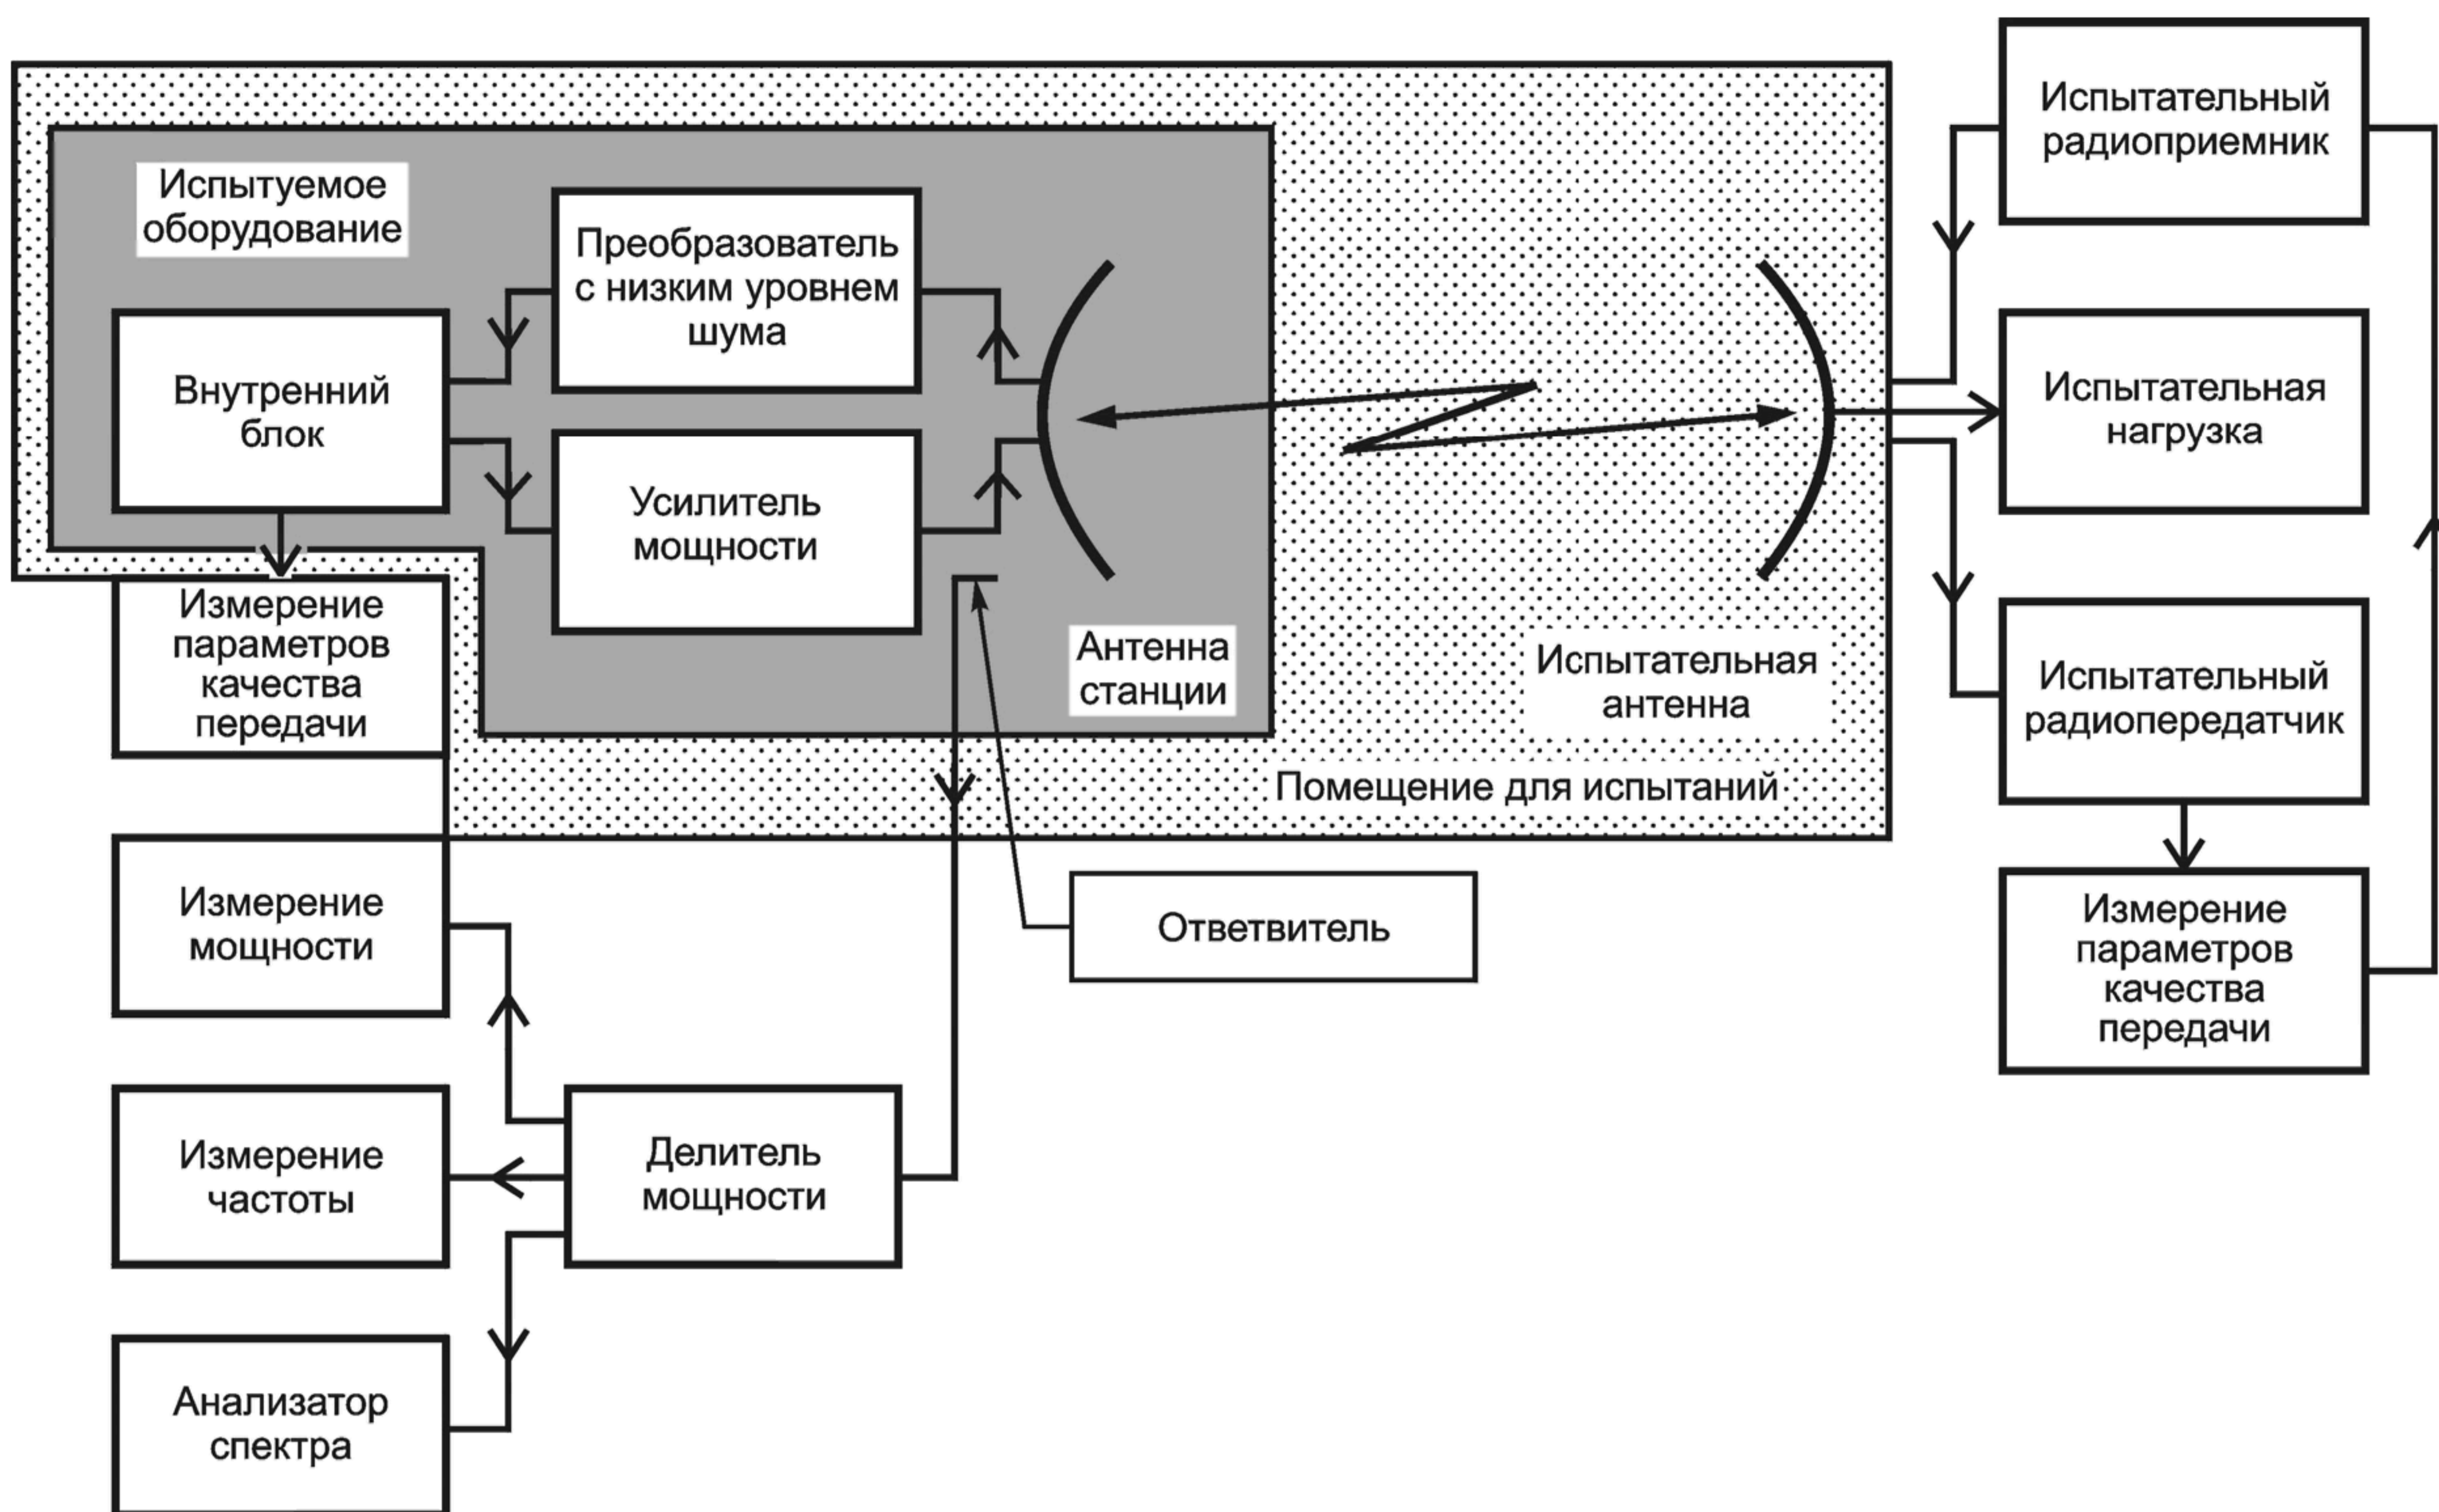 Испытательный
радиоприемник
Испытуемое
оборудование
Преобразователь
с низким уровнем
шума
Внутренний
блок
Испытательная
нагрузка
Усилитель
мощности
Измерение
параметров
качества
передачи
Антенна
станции
Испытательная
антенна
Испытательный
радиопередатчик
Помещение для испытаний
Измерение
мощности
Ответвитель
Измерение
параметров
качества
передачи
Измерение
частоты
Делитель
мощности
Анализатор
спектра